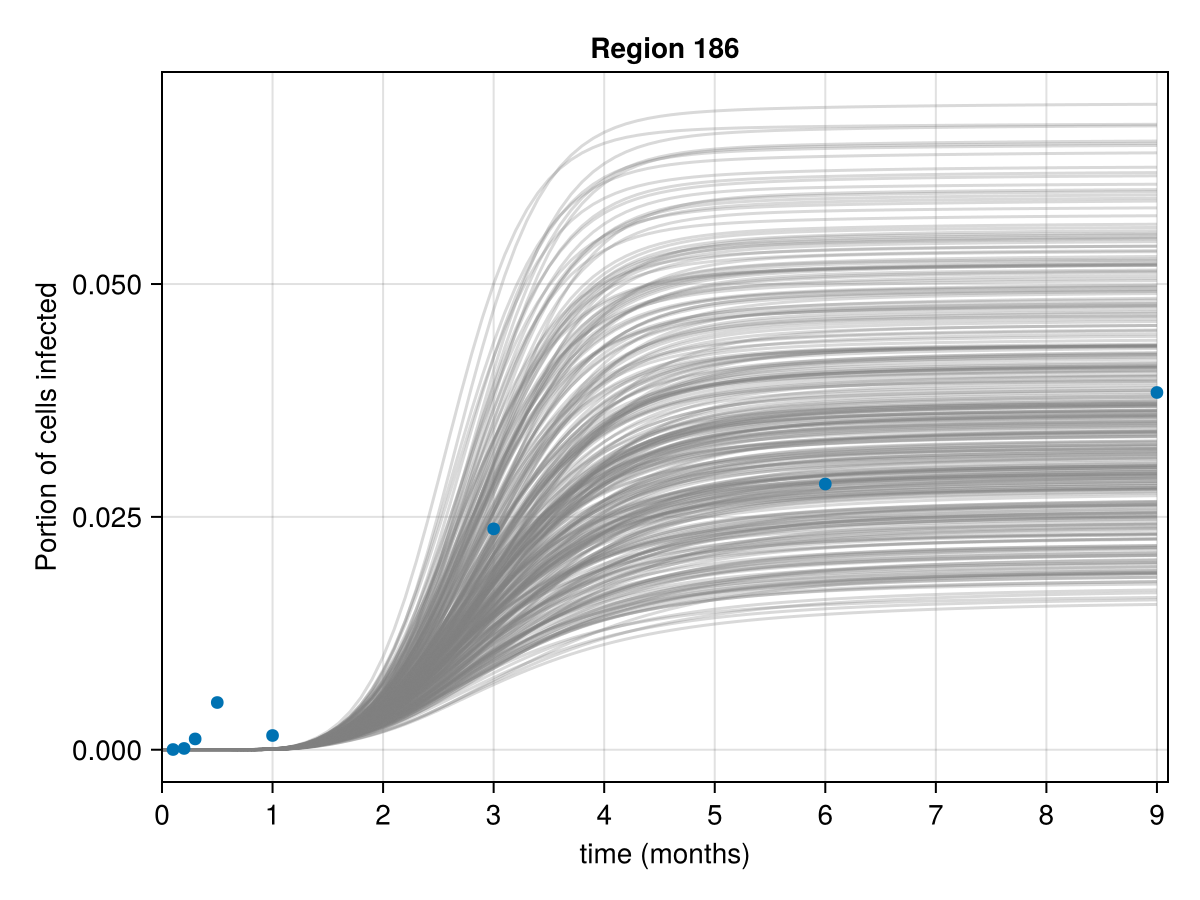 Region 186
Portion of cells infected
0.050
0.025
0.000
0 1 2 3 4 5 6 7 8 9
time (months)